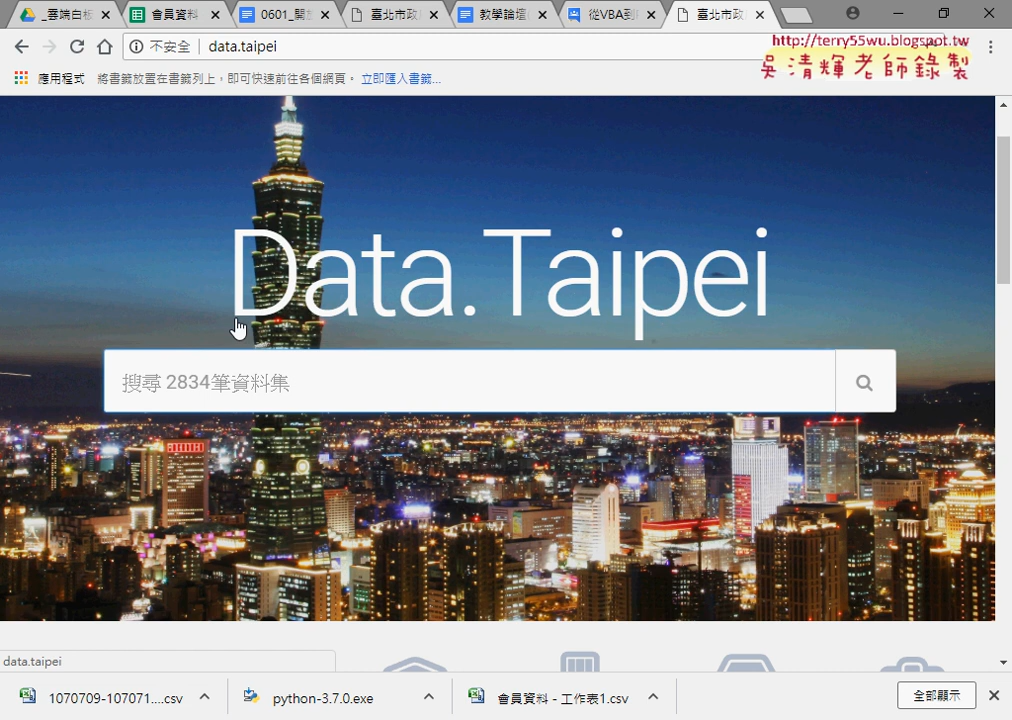 _雲端白板
會員資料
0601_開放
臺北市政府
教學論壇
從VBA到
臺北市政府
不安全 data.taipei
http://terry55wu.blogspot.tw
吳清輝老師錄製
應用程式 將書籤放置在書籤列上，即可快速前往各個網頁。 立即匯入書籤...
Data.Taipei
搜尋 2834筆資料集
data.taipei
1070709-107071....csv
python-3.7.0.exe
會員資料 - 工作表1.csv
全部顯示